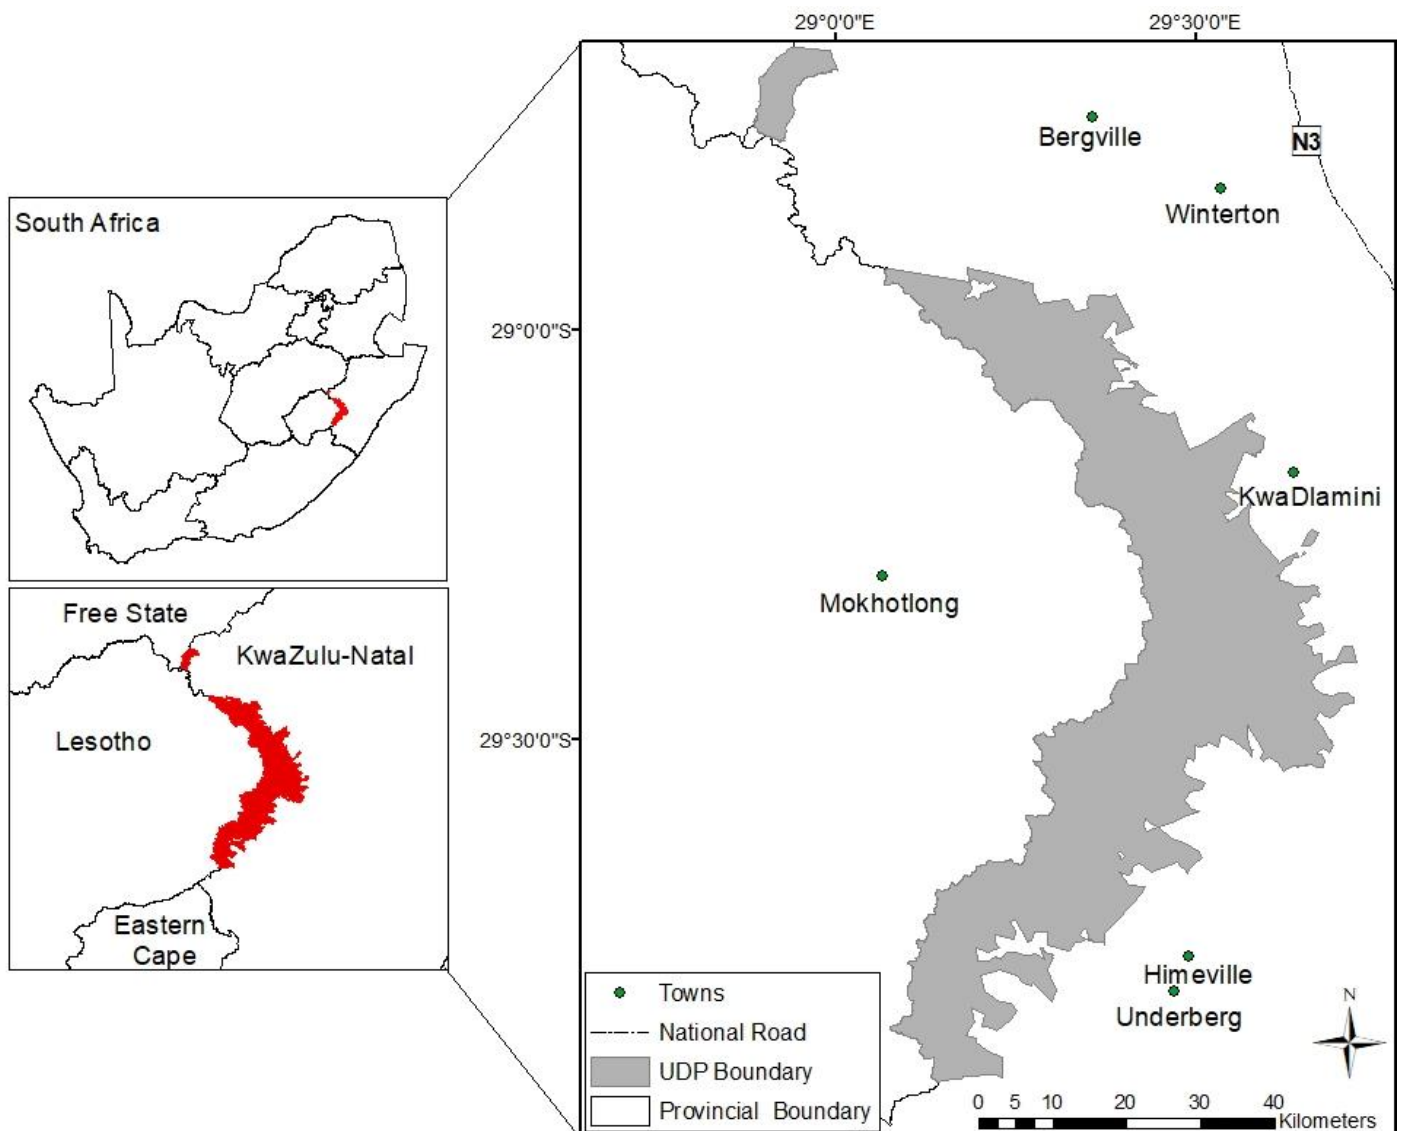 29°0'0"E
29°30'0"E
Bergville
N3
Winterton
South Africa
29°0'0"S
KwaDlamini
Mokhotlong
Free State
KwaZulu-Natal
Lesotho
29°30'0"S
Eastern
Cape
Himeville
Underberg
Towns
National Road
UDP Boundary
Provincial Boundary
N
0 5 10 20 30 40
Kilometers